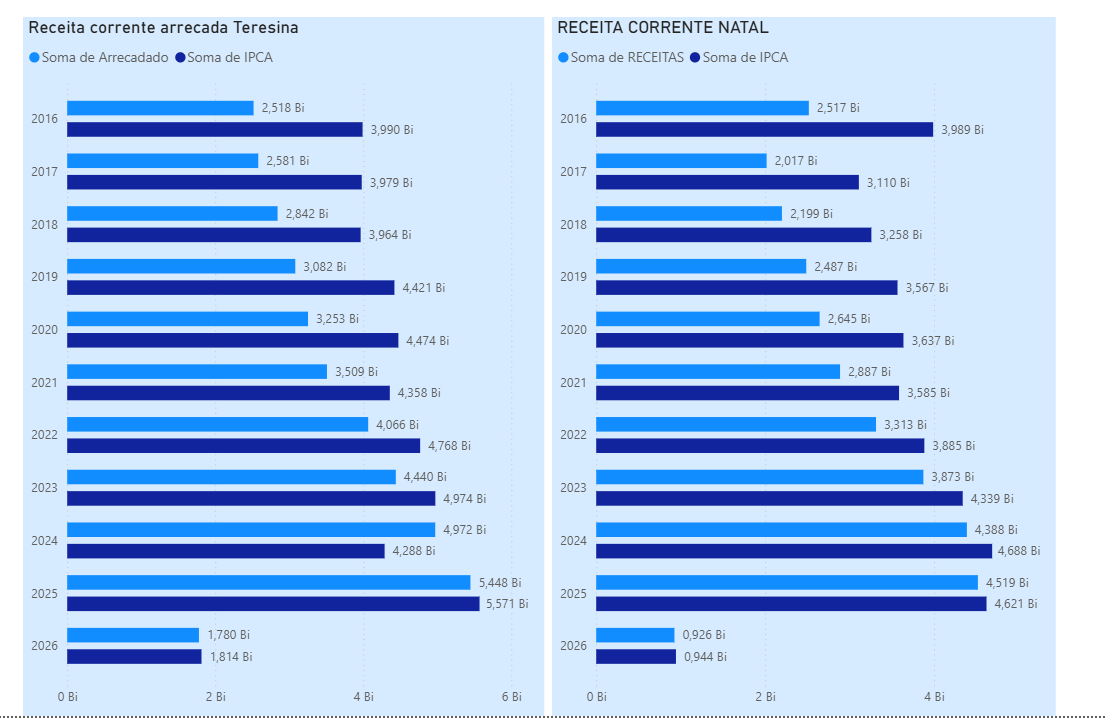 Receita corrente arrecada Teresina
Soma de Arrecadado Soma de IPCA
2016
2,518 Bi
3,990 Bi
2017
2,581 Bi
3,979 Bi
2018
2,842 Bi
3,964 Bi
2019
3,082 Bi
4,421 Bi
2020
3,253 Bi
4,474 Bi
2021
3,509 Bi
4,358 Bi
2022
4,066 Bi
4,768 Bi
2023
4,440 Bi
4,974 Bi
2024
4,972 Bi
4,288 Bi
2025
5,448 Bi
5,571 Bi
2026
1,780 Bi
1,814 Bi
0 Bi 2 Bi 4 Bi 6 Bi
RECEITA CORRENTE NATAL
Soma de RECEITAS Soma de IPCA
2016
2,517 Bi
3,989 Bi
2017
2,017 Bi
3,110 Bi
2018
2,199 Bi
3,258 Bi
2019
2,487 Bi
3,567 Bi
2020
2,645 Bi
3,637 Bi
2021
2,887 Bi
3,585 Bi
2022
3,313 Bi
3,885 Bi
2023
3,873 Bi
4,339 Bi
2024
4,388 Bi
4,688 Bi
2025
4,519 Bi
4,621 Bi
2026
0,926 Bi
0,944 Bi
0 Bi 2 Bi 4 Bi